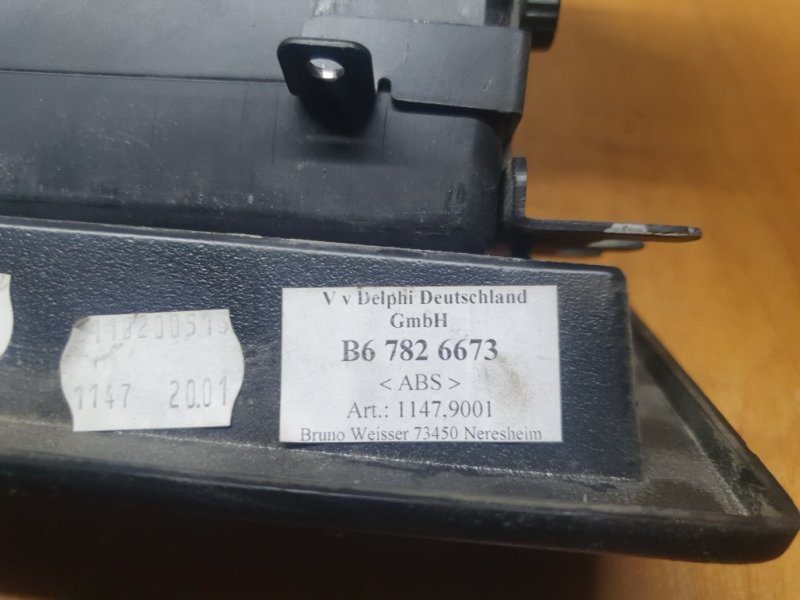 V v Delphi Deutschland
GmbH
B6 782 6673
< ABS >
Art.: 1147.9001
Bruno Weisser 73450 Neresheim
1147 20.01